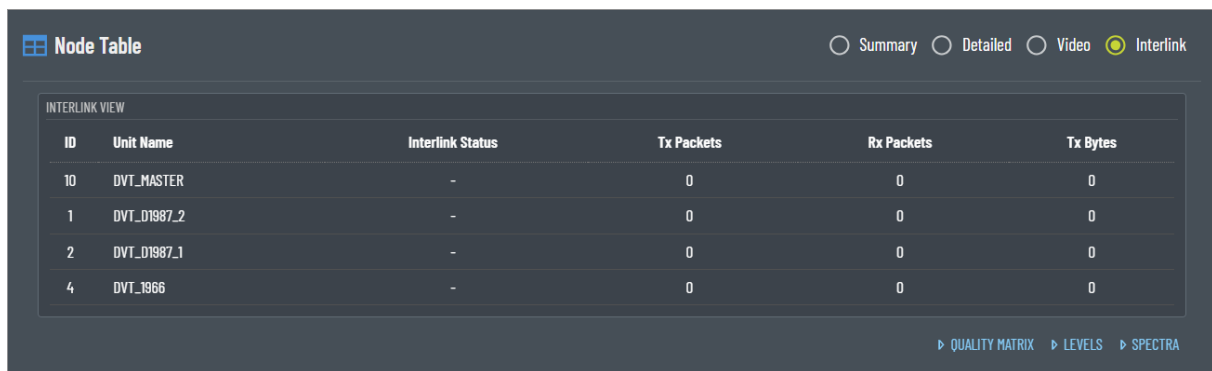 Node Table Summary Detailed Video Interlink
INTERLINK VIEW
ID Unit Name Interlink Status Tx Packets Rx Packets Tx Bytes
10 DVT_MASTER - 0 0 0
1 DVT_D1987_2 - 0 0 0
2 DVT_D1987_1 - 0 0 0
4 DVT_1966 - 0 0 0
QUALITY MATRIX LEVELS SPECTRA